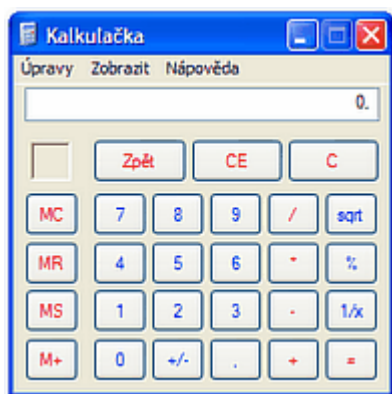 Kalkulačka
Úpravy Zobrazit Nápověda
0,
Zpět CE C
MC 7 8 9 / sqrt
MR 4 5 6 * %
MS 1 2 3 - 1/x
M+ 0 +/- , + =